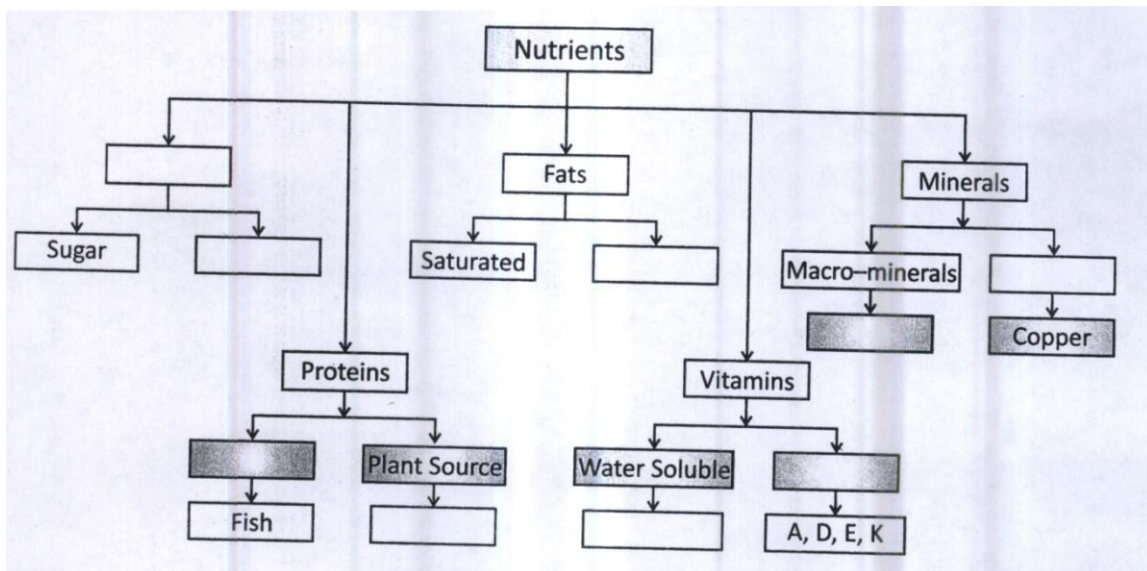 Nutrients
Fats
Minerals
Sugar
Saturated
Macro–minerals
Copper
Proteins
Vitamins
Plant Source
Water Soluble
Fish
A, D, E, K